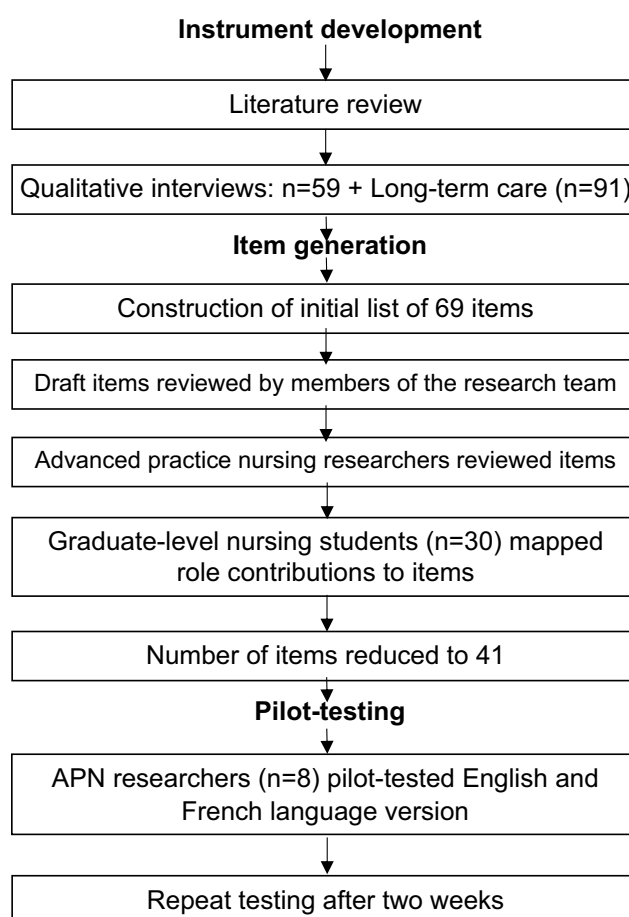 Instrument development
Literature review
Qualitative interviews: n=59 + Long-term care (n=91)
Item generation
Construction of initial list of 69 items
Draft items reviewed by members of the research team
Advanced practice nursing researchers reviewed items
Graduate-level nursing students (n=30) mapped
role contributions to items
Number of items reduced to 41
Pilot-testing
APN researchers (n=8) pilot-tested English and
French language version
Repeat testing after two weeks